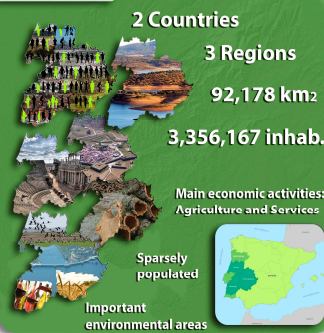 2 Countries
3 Regions
92,178 km2
3,356,167 inhab.
Main economic activities:
Agriculture and Services
Sparsely
populated
Important
environmental areas